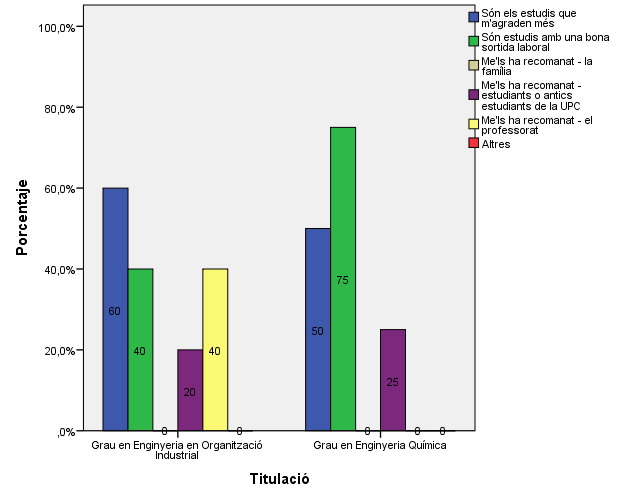 100,0%
80,0%
60,0%
40,0%
20,0%
,0%
Porcentaje
60
40
0
20
40
0
50
75
0
25
0
0
Grau en Enginyeria en Organització
Industrial
Grau en Enginyeria Química
Titulació
Són els estudis que
m'agraden més
Són estudis amb una bona
sortida laboral
Me'ls ha recomanat - la
família
Me'ls ha recomanat -
estudiants o antics
estudiants de la UPC
Me'ls ha recomanat - el
professorat
Altres